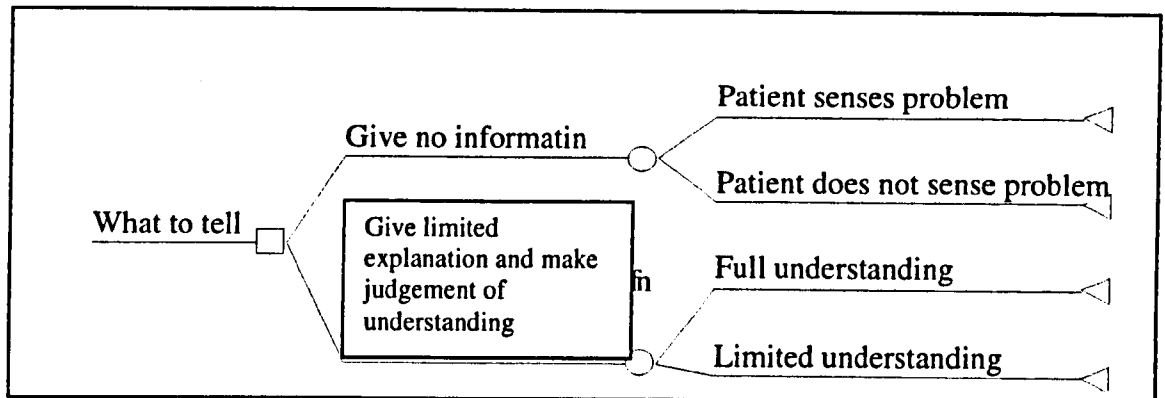 Patient senses problem
Give no informatin
Patient does not sense problem
What to tell
Give limited
explanation and make
judgement of
understanding
Full understanding
Limited understanding